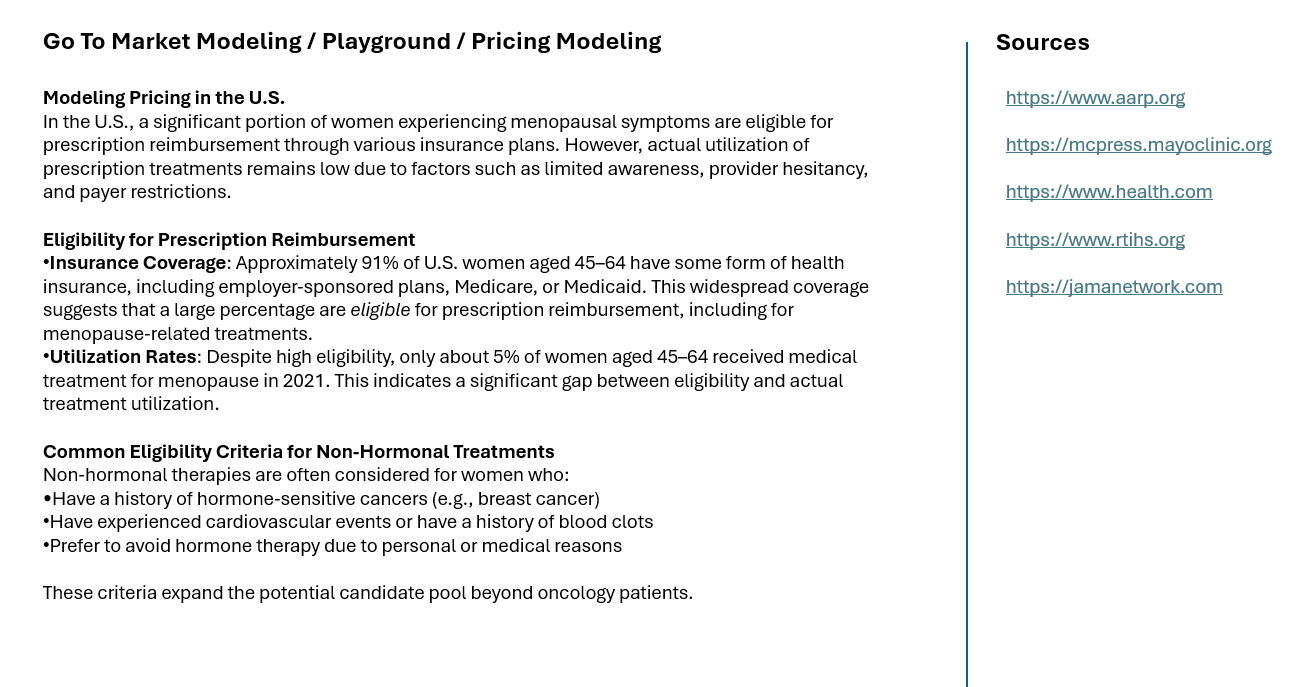 Go To Market Modeling / Playground / Pricing Modeling
Modeling Pricing in the U.S.
In the U.S., a significant portion of women experiencing menopausal symptoms are eligible for
prescription reimbursement through various insurance plans. However, actual utilization of
prescription treatments remains low due to factors such as limited awareness, provider hesitancy,
and payer restrictions.
Eligibility for Prescription Reimbursement
•Insurance Coverage: Approximately 91% of U.S. women aged 45–64 have some form of health
insurance, including employer-sponsored plans, Medicare, or Medicaid. This widespread coverage
suggests that a large percentage are eligible for prescription reimbursement, including for
menopause-related treatments.
•Utilization Rates: Despite high eligibility, only about 5% of women aged 45–64 received medical
treatment for menopause in 2021. This indicates a significant gap between eligibility and actual
treatment utilization.
Common Eligibility Criteria for Non-Hormonal Treatments
Non-hormonal therapies are often considered for women who:
•Have a history of hormone-sensitive cancers (e.g., breast cancer)
•Have experienced cardiovascular events or have a history of blood clots
•Prefer to avoid hormone therapy due to personal or medical reasons
These criteria expand the potential candidate pool beyond oncology patients.
Sources
https://www.aarp.org
https://mcpress.mayoclinic.org
https://www.health.com
https://www.rtihs.org
https://jamanetwork.com